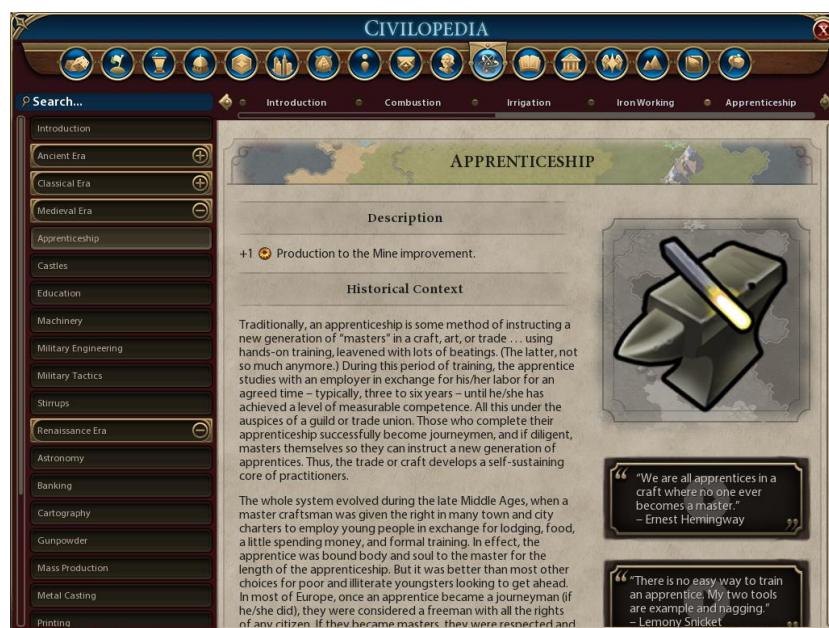 CIVILOPEDIA
Search...
Introduction
Combustion
Irrigation
Iron Working
Apprenticeship
Introduction
Ancient Era
Classical Era
Medieval Era
Apprenticeship
Castles
Education
Machinery
Military Engineering
Military Tactics
Stirrups
Renaissance Era
Astronomy
Banking
Cartography
Gunpowder
Mass Production
Metal Casting
Printing
APPRENTICESHIP
Description
+1 Production to the Mine improvement.
Historical Context
Traditionally, an apprenticeship is some method of instructing a
new generation of “masters” in a craft, art, or trade … using
hands-on training, leavened with lots of beatings. (The latter, not
so much anymore.) During this period of training, the apprentice
studies with an employer in exchange for his/her labor for an
agreed time – typically, three to six years – until he/she has
achieved a level of measurable competence. All this under the
auspices of a guild or trade union. Those who complete their
apprenticeship successfully become journeymen, and if diligent,
masters themselves so they can instruct a new generation of
apprentices. Thus, the trade or craft develops a self-sustaining
core of practitioners.
The whole system evolved during the late Middle Ages, when a
master craftsman was given the right in many town and city
charters to employ young people in exchange for lodging, food,
a little spending money, and formal training. In effect, the
apprentice was bound body and soul to the master for the
length of the apprenticeship. But it was better than most other
choices for poor and illiterate youngsters looking to get ahead.
In most of Europe, once an apprentice became a journeyman (if
he/she did), they were considered a freeman with all the rights
of any citizen. If they became masters, they were respected and
“We are all apprentices in a
craft where no one ever
becomes a master.”
– Ernest Hemingway
“There is no easy way to train
an apprentice. My two tools
are example and nagging.”
– Lemony Snicket